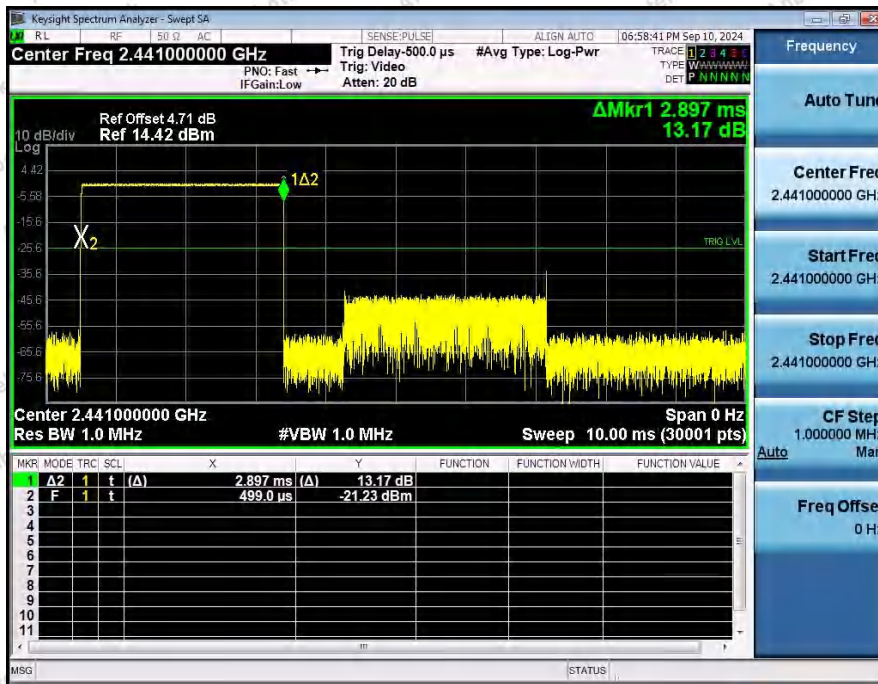 Keysight Spectrum Analyzer - Swept SA
RL RF 50 Ω AC SENSE:PULSE ALIGN AUTO 06:58:41 PM Sep 10, 2024
Center Freq 2.441000000 GHz
PNO: Fast
IFGain:Low
Trig Delay-500.0 µs
Trig: Video
Atten: 20 dB
#Avg Type: Log-Pwr
TRACE 1 2 3 4 5 6
TYPE WWWWWW
DET P N N N N N
ΔMkr1 2.897 ms
13.17 dB
Ref Offset 4.71 dB
10 dB/div Ref 14.42 dBm
Log
4.42
-5.58
-15.6
-25.6
-35.6
-45.6
-55.6
-65.6
-75.6
1Δ2
X2
TRIG LVL
Center 2.441000000 GHz Span 0 Hz
Res BW 1.0 MHz #VBW 1.0 MHz Sweep 10.00 ms (30001 pts)
MKR MODE TRC SCL X Y FUNCTION FUNCTION WIDTH FUNCTION VALUE
1 Δ2 1 t (Δ) 2.897 ms (Δ) 13.17 dB
2 F 1 t 499.0 µs -21.23 dBm
3
4
5
6
7
8
9
10
11
MSG STATUS
Frequency
Auto Tune
Center Freq
2.441000000 GHz
Start Freq
2.441000000 GHz
Stop Freq
2.441000000 GHz
CF Step
1.000000 MHz
Auto Man
Freq Offset
0 Hz